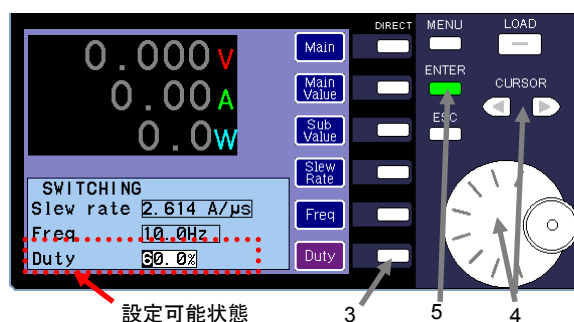 0.000V
0.00A
0.0W
SWITCHING
Slew rate 2.614 A/μs
Freq 10.0Hz
Duty 60.0%
Main
Main Value
Sub Value
Slew Rate
Freq
Duty
DIRECT
MENU
LOAD
ENTER
CURSOR
ESC
設定可能状態
3
5
4